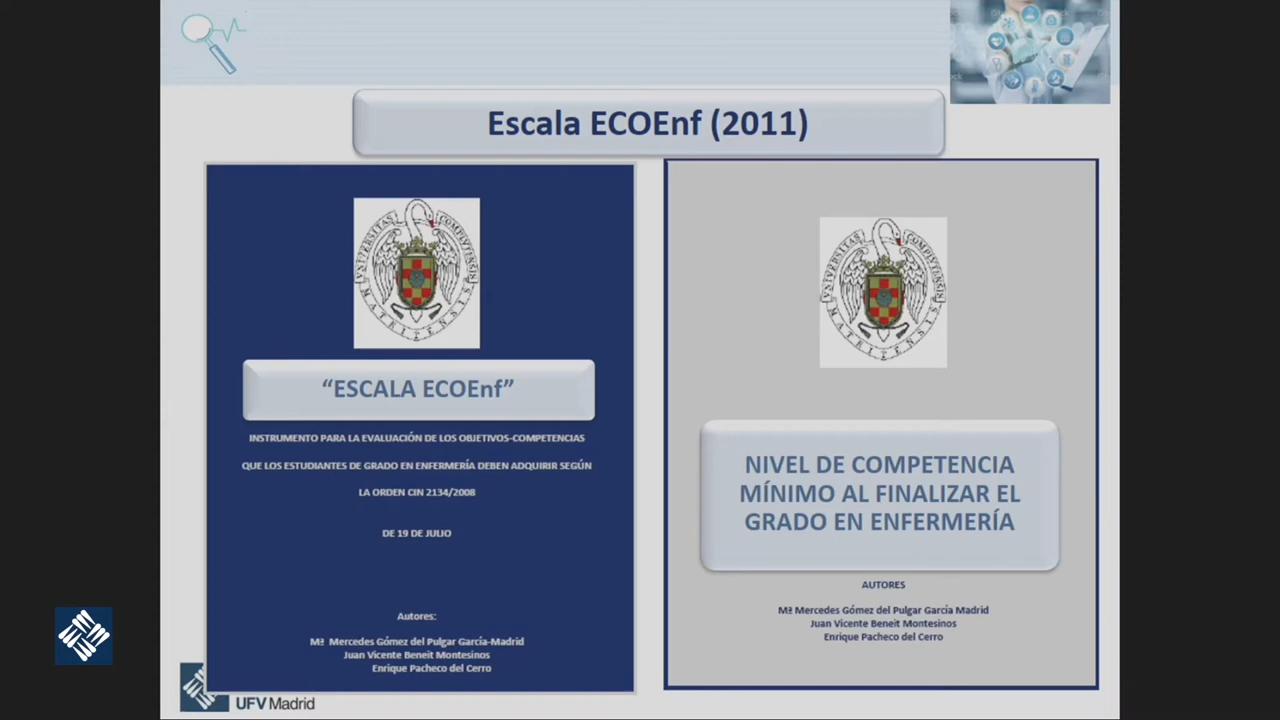 Escala ECOEnf (2011)
“ESCALA ECOEnf”
INSTRUMENTO PARA LA EVALUACIÓN DE LOS OBJETIVOS-COMPETENCIAS
QUE LOS ESTUDIANTES DE GRADO EN ENFERMERÍA DEBEN ADQUIRIR SEGÚN
LA ORDEN CIN 2134/2008
DE 19 DE JULIO
Autores:
Mª Mercedes Gómez del Pulgar García-Madrid
Juan Vicente Beneit Montesinos
Enrique Pacheco del Cerro
NIVEL DE COMPETENCIA
MÍNIMO AL FINALIZAR EL
GRADO EN ENFERMERÍA
AUTORES
Mª Mercedes Gómez del Pulgar García Madrid
Juan Vicente Beneit Montesinos
Enrique Pacheco del Cerro
UFV Madrid